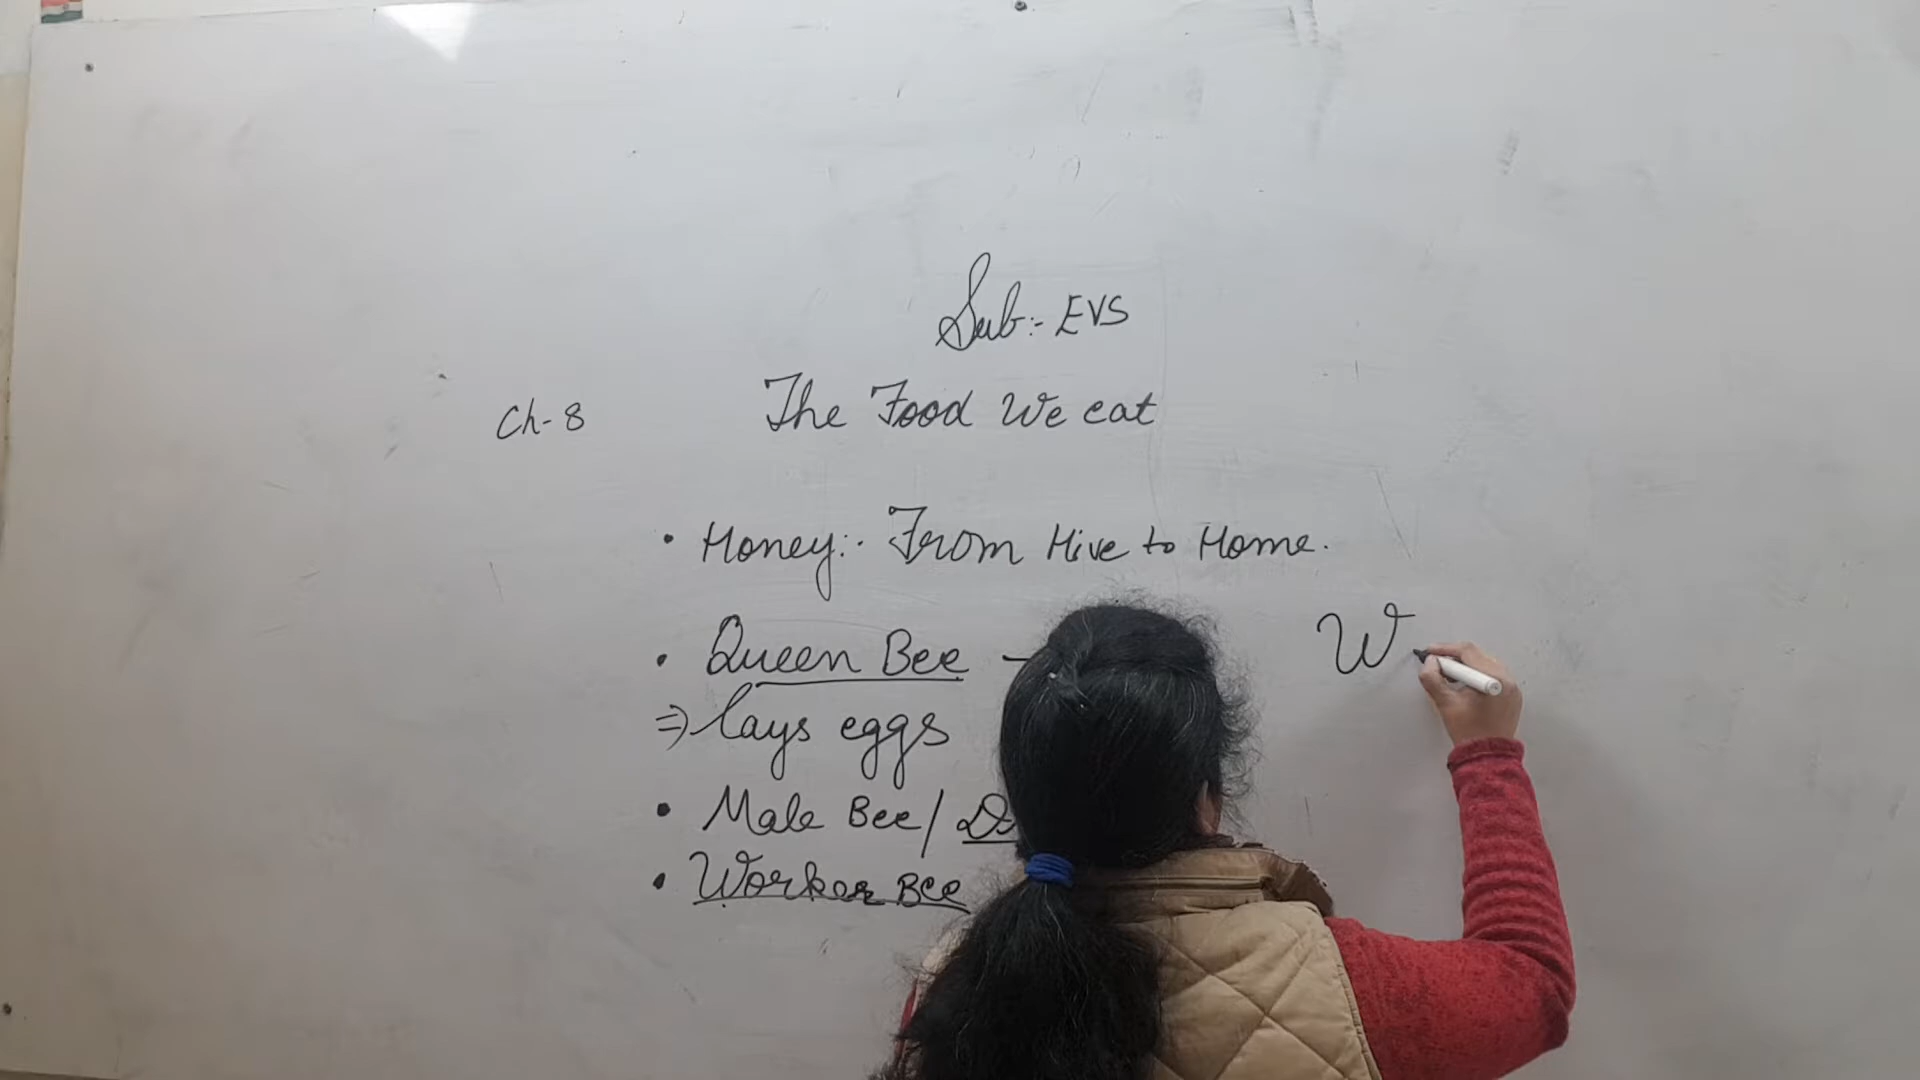 Sub:- EVS
Ch-8 The Food We eat
• Honey:- From Hive to Home.
• Queen Bee - W
⇒ lays eggs
• Male Bee/
• Worker Bee